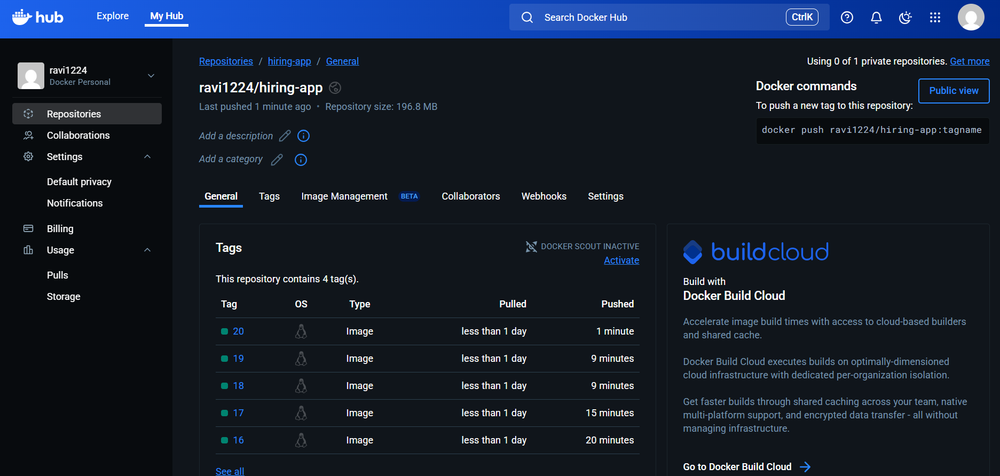 hub
Explore
My Hub
Search Docker Hub
CtrlK
ravi1224
Docker Personal
Repositories
Collaborations
Settings
Default privacy
Notifications
Billing
Usage
Pulls
Storage
Repositories / hiring-app / General
Using 0 of 1 private repositories. Get more
ravi1224/hiring-app
Last pushed 1 minute ago • Repository size: 196.8 MB
Add a description
Add a category
Docker commands
Public view
To push a new tag to this repository:
docker push ravi1224/hiring-app:tagname
General
Tags
Image Management BETA
Collaborators
Webhooks
Settings
Tags
DOCKER SCOUT INACTIVE
Activate
This repository contains 4 tag(s).
Tag OS Type Pulled Pushed
20 Image less than 1 day 1 minute
19 Image less than 1 day 9 minutes
18 Image less than 1 day 9 minutes
17 Image less than 1 day 15 minutes
16 Image less than 1 day 20 minutes
See all
buildcloud
Build with
Docker Build Cloud
Accelerate image build times with access to cloud-based builders
and shared cache.
Docker Build Cloud executes builds on optimally-dimensioned
cloud infrastructure with dedicated per-organization isolation.
Get faster builds through shared caching across your team, native
multi-platform support, and encrypted data transfer - all without
managing infrastructure.
Go to Docker Build Cloud